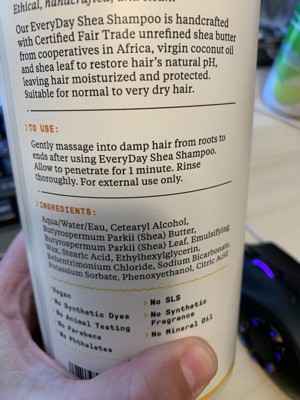 Ethical, handcrafted, and
Our EveryDay Shea Shampoo is handcrafted
with Certified Fair Trade unrefined shea butter
from cooperatives in Africa, virgin coconut oil
and shea leaf to restore hair's natural pH,
leaving hair moisturized and protected.
Suitable for normal to very dry hair.
TO USE:
Gently massage into damp hair from roots to
ends after using EveryDay Shea Shampoo.
Allow to penetrate for 1 minute. Rinse
thoroughly. For external use only.
INGREDIENTS:
Aqua/Water/Eau, Cetearyl Alcohol,
Butyrospermum Parkii (Shea) Butter,
Butyrospermum Parkii (Shea) Leaf, Emulsifying
Wax, Stearic Acid, Ethylhexylglycerin,
Behentrimonium Chloride, Sodium Bicarbonate,
Potassium Sorbate, Phenoxyethanol, Citric Acid
Vegan
No Synthetic Dyes
No Animal Testing
No Parabens
No Phthalates
No SLS
No Synthetic
Fragrance
No Mineral Oil